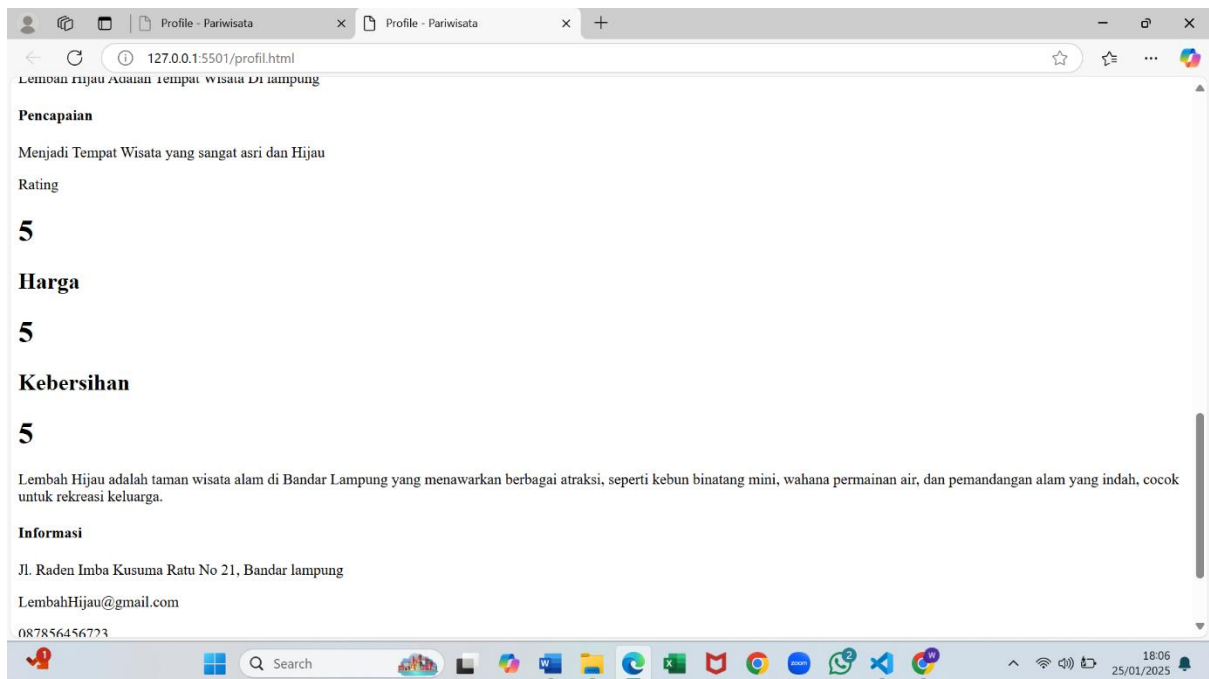 Profile - Pariwisata
Profile - Pariwisata
127.0.0.1:5501/profil.html
Lembah Hijau Adalah Tempat Wisata Di lampung
Pencapaian
Menjadi Tempat Wisata yang sangat asri dan Hijau
Rating
5
Harga
5
Kebersihan
5
Lembah Hijau adalah taman wisata alam di Bandar Lampung yang menawarkan berbagai atraksi, seperti kebun binatang mini, wahana permainan air, dan pemandangan alam yang indah, cocok
untuk rekreasi keluarga.
Informasi
Jl. Raden Imba Kusuma Ratu No 21, Bandar lampung
LembahHijau@gmail.com
087856456723
1
Search
W
X
zoom
2
W
18:06
25/01/2025